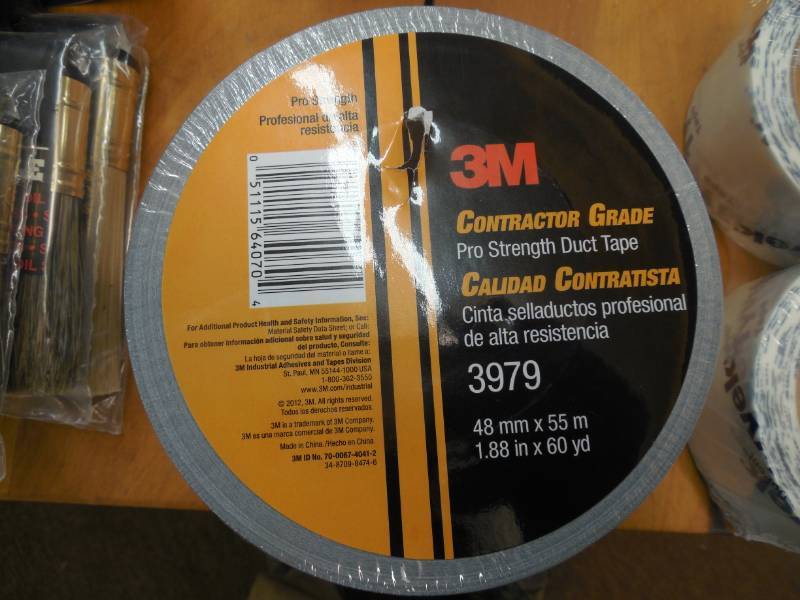 Pro Strength
Profesional de alta
resistencia
0 51115 64070 4
For Additional Product Health and Safety Information, See:
Material Safety Data Sheet; or Call:
Para obtener información adicional sobre salud y seguridad
del producto, Consulte:
La hoja de seguridad del material o llame a:
3M Industrial Adhesives and Tapes Division
St. Paul, MN 55144-1000 USA
1-800-362-3550
www.3M.com/industrial
© 2012, 3M. All rights reserved.
Todos los derechos reservados.
3M is a trademark of 3M Company.
3M es una marca comercial de 3M Company.
Made in China./Hecho en China.
3M ID No. 70-0067-4041-2
34-8709-8474-6
3M
CONTRACTOR GRADE
Pro Strength Duct Tape
CALIDAD CONTRATISTA
Cinta sellaductos profesional
de alta resistencia
3979
48 mm x 55 m
1.88 in x 60 yd